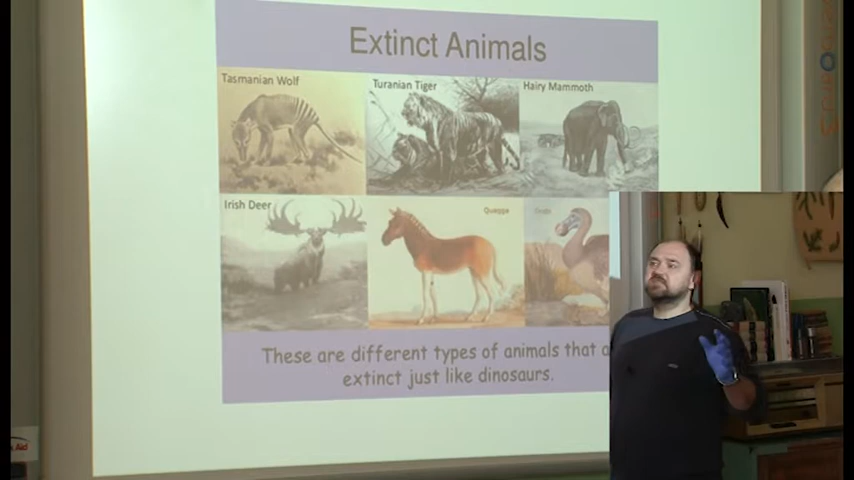 Extinct Animals
Tasmanian Wolf
Turanian Tiger
Hairy Mammoth
Irish Deer
Quagga
These are different types of animals that a
extinct just like dinosaurs.
Aid